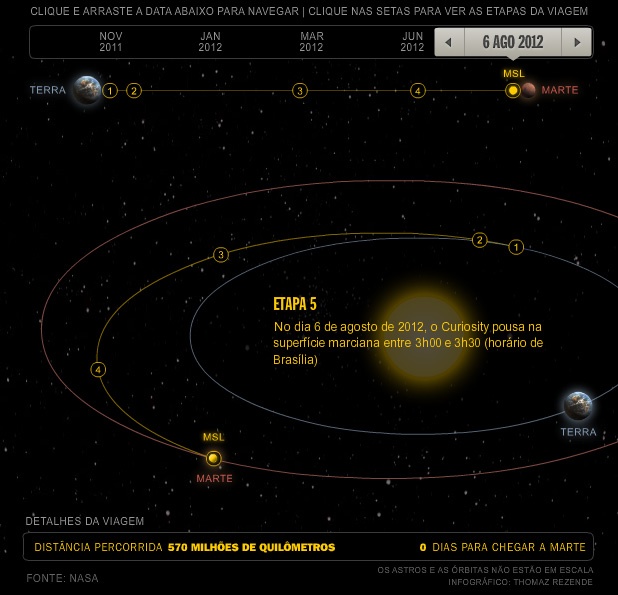 CLIQUE E ARRASTE A DATA ABAIXO PARA NAVEGAR | CLIQUE NAS SETAS PARA VER AS ETAPAS DA VIAGEM
NOV 2011
JAN 2012
MAR 2012
JUN 2012
6 AGO 2012
MSL
TERRA
1
2
3
4
MARTE
2
1
3
ETAPA 5
No dia 6 de agosto de 2012, o Curiosity pousa na
superfície marciana entre 3h00 e 3h30 (horário de
Brasília)
4
TERRA
MSL
MARTE
DETALHES DA VIAGEM
DISTÂNCIA PERCORRIDA 570 MILHÕES DE QUILÔMETROS
0 DIAS PARA CHEGAR A MARTE
FONTE: NASA
OS ASTROS E AS ÓRBITAS NÃO ESTÃO EM ESCALA
INFOGRÁFICO: THOMAZ REZENDE